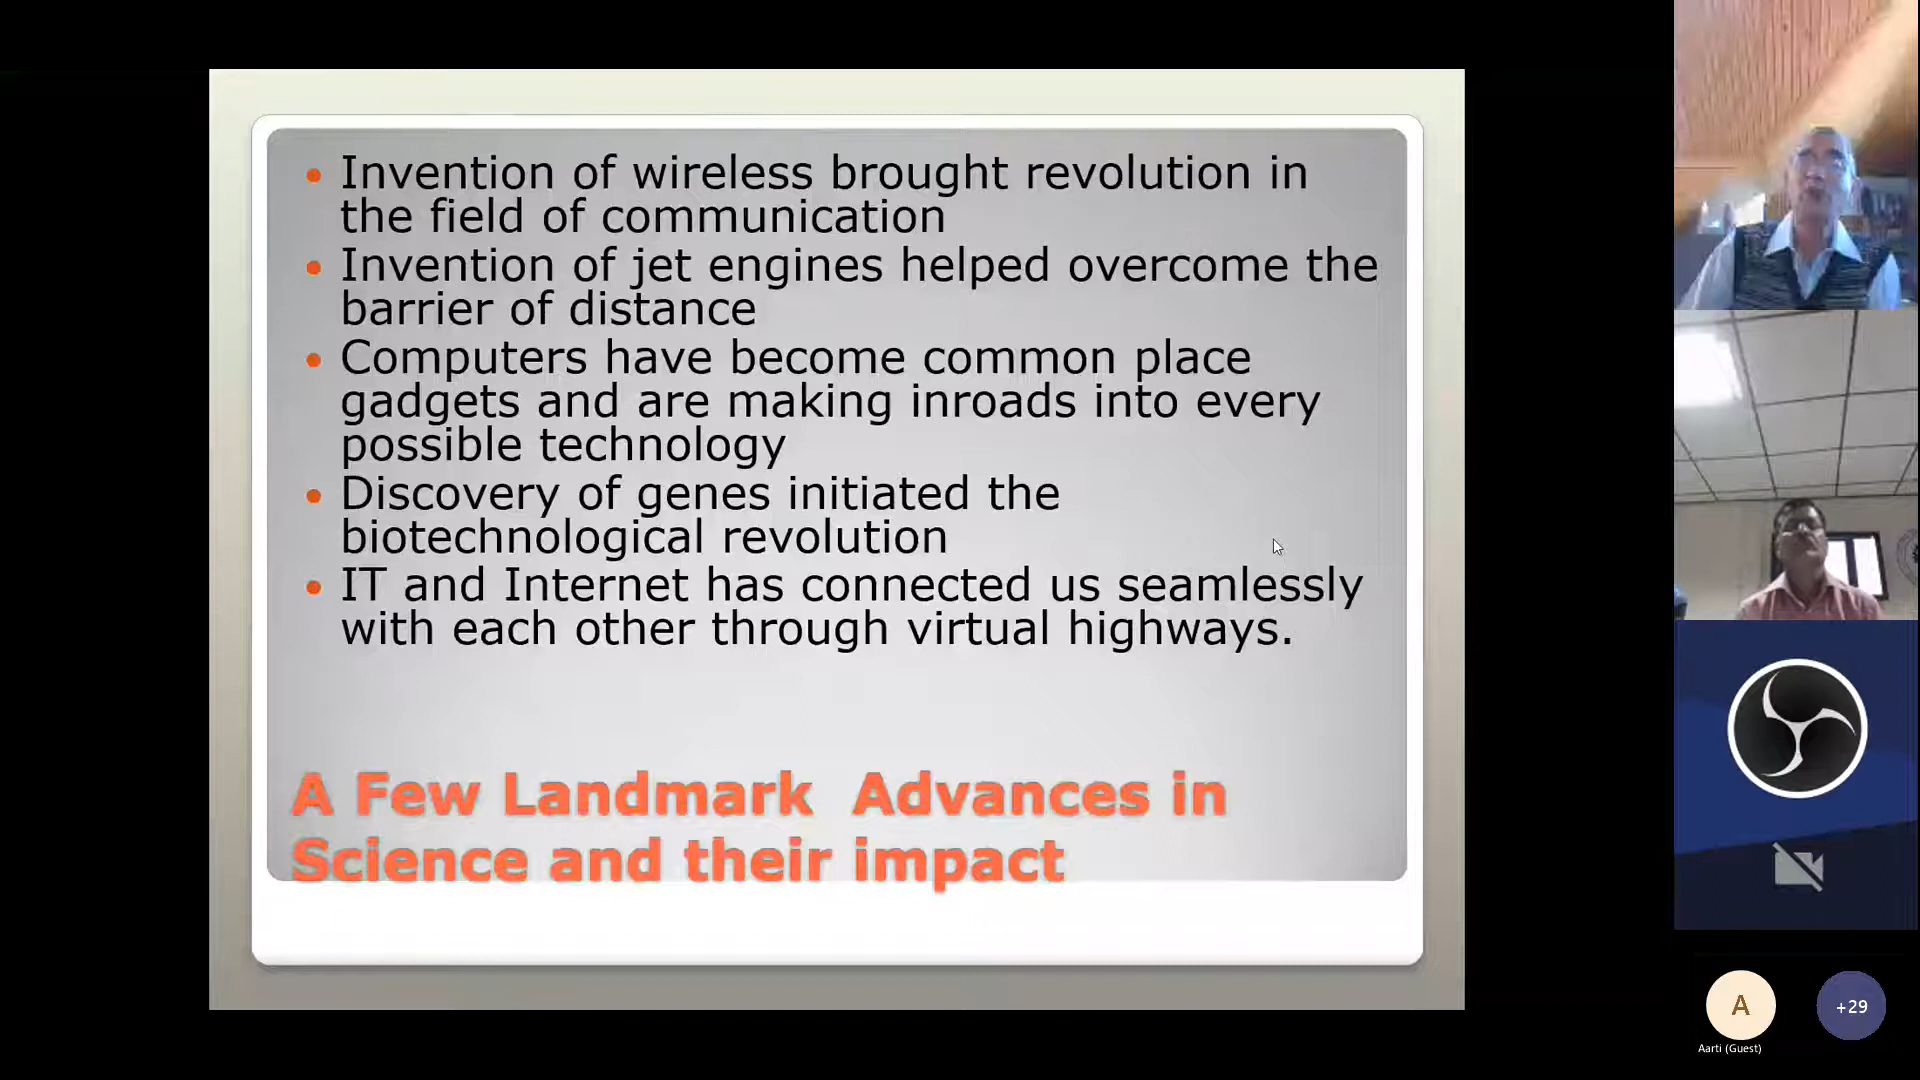 • Invention of wireless brought revolution in
the field of communication
• Invention of jet engines helped overcome the
barrier of distance
• Computers have become common place
gadgets and are making inroads into every
possible technology
• Discovery of genes initiated the
biotechnological revolution
• IT and Internet has connected us seamlessly
with each other through virtual highways.
A Few Landmark  Advances in
Science and their impact
A
+29
Aarti (Guest)